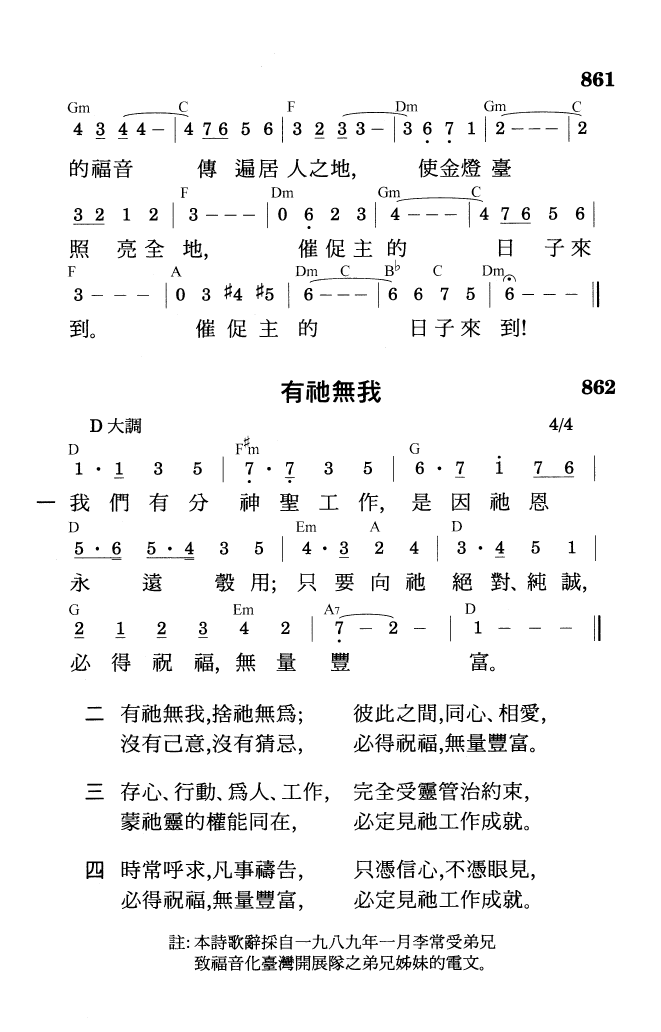 861
Gm C F Dm Gm C
4 3 4 4 – | 4 7 6 5 6 | 3 2 3 3 – | 3 6 7 1 | 2 – – – | 2
的福音 傳 遍居 人之地, 使金燈臺
F Dm Gm C
3 2 1 2 | 3 – – – | 0 6 2 3 | 4 – – – | 4 7 6 5 6 |
照 亮全 地, 催促主的 日 子來
F A Dm C B♭ C Dm
3 – – – | 0 3 ♯4 ♯5 | 6 – – – | 6 6 7 5 | 6 – – – ‖
到。 催促主的 日子來 到!
有祂無我 862
D 大調 4/4
D F♯m G
1 · 1 3 5 | 7 · 7 3 5 | 6 · 7 1 7 6 |
一 我們有分 神聖工作, 是因祂恩
D Em A D
5 · 6 5 · 4 3 5 | 4 · 3 2 4 | 3 · 4 5 1 |
永 遠 彀用; 只要向祂 絕對、純誠,
G Em A7 D
2 1 2 3 4 2 | 7 – 2 – | 1 – – – ‖
必得祝福,無量 豐 富。
二 有祂無我,捨祂無爲; 彼此之間,同心、相愛,
沒有己意,沒有猜忌, 必得祝福,無量豐富。
三 存心、行動、爲人、工作, 完全受靈管治約束,
蒙祂靈的權能同在, 必定見祂工作成就。
四 時常呼求,凡事禱告, 只憑信心,不憑眼見,
必得祝福,無量豐富, 必定見祂工作成就。
註: 本詩歌辭採自一九八九年一月李常受弟兄
致福音化臺灣開展隊之弟兄姊妹的電文。